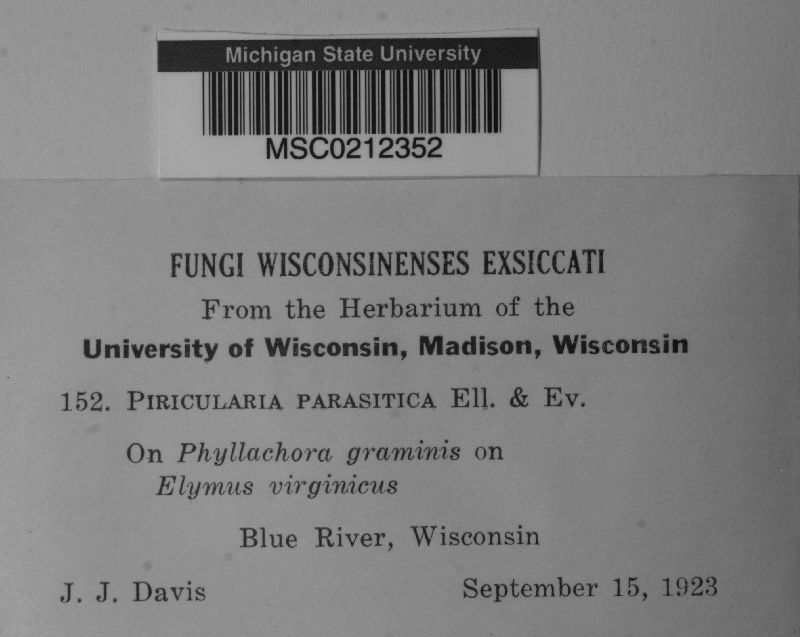 Michigan State University
MSC0212352
FUNGI WISCONSINENSES EXSICCATI
From the Herbarium of the
University of Wisconsin, Madison, Wisconsin
152. PIRICULARIA PARASITICA Ell. & Ev.
On Phyllachora graminis on
Elymus virginicus
Blue River, Wisconsin
J. J. Davis September 15, 1923